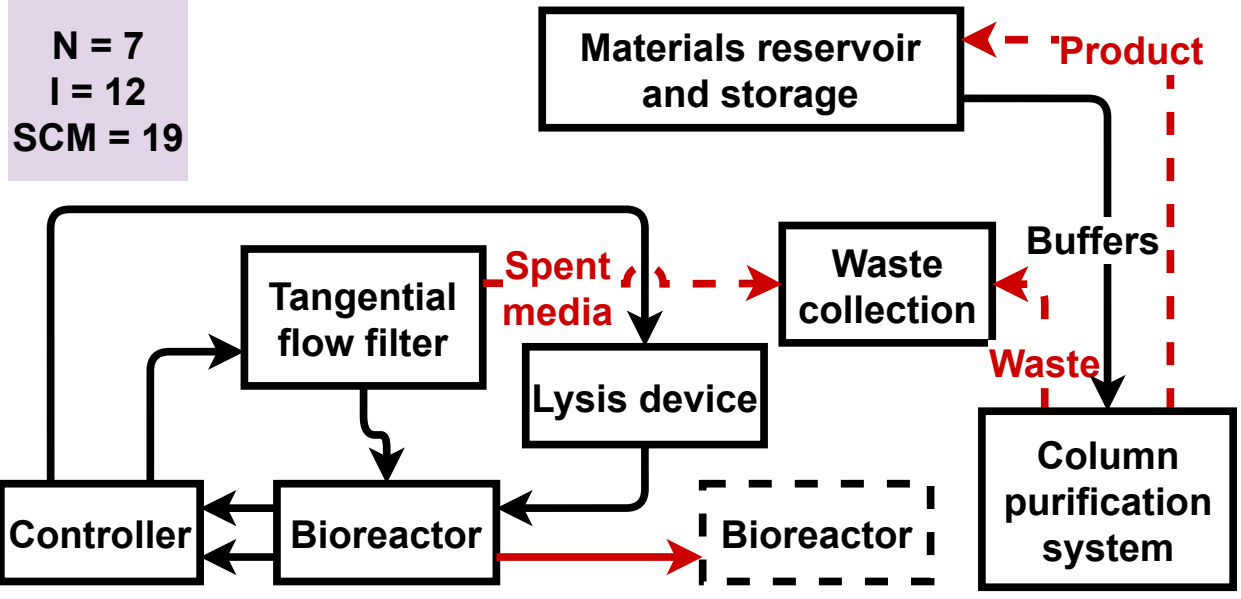 N = 7
I = 12
SCM = 19
Materials reservoir
and storage
Product
Buffers
Tangential
flow filter
Spent
media
Waste
collection
Waste
Lysis device
Controller
Bioreactor
Bioreactor
Column
purification
system